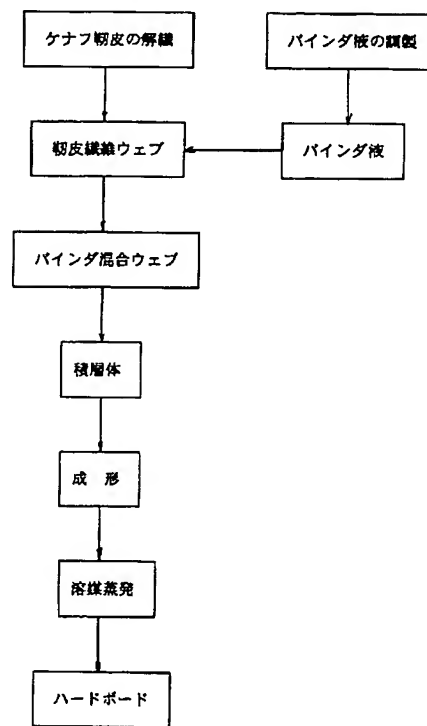 ケナフ靭皮の解繊
バインダ液の調製
靭皮繊維ウェブ
バインダ液
バインダ混合ウェブ
積層体
成 形
溶媒蒸発
ハードボード